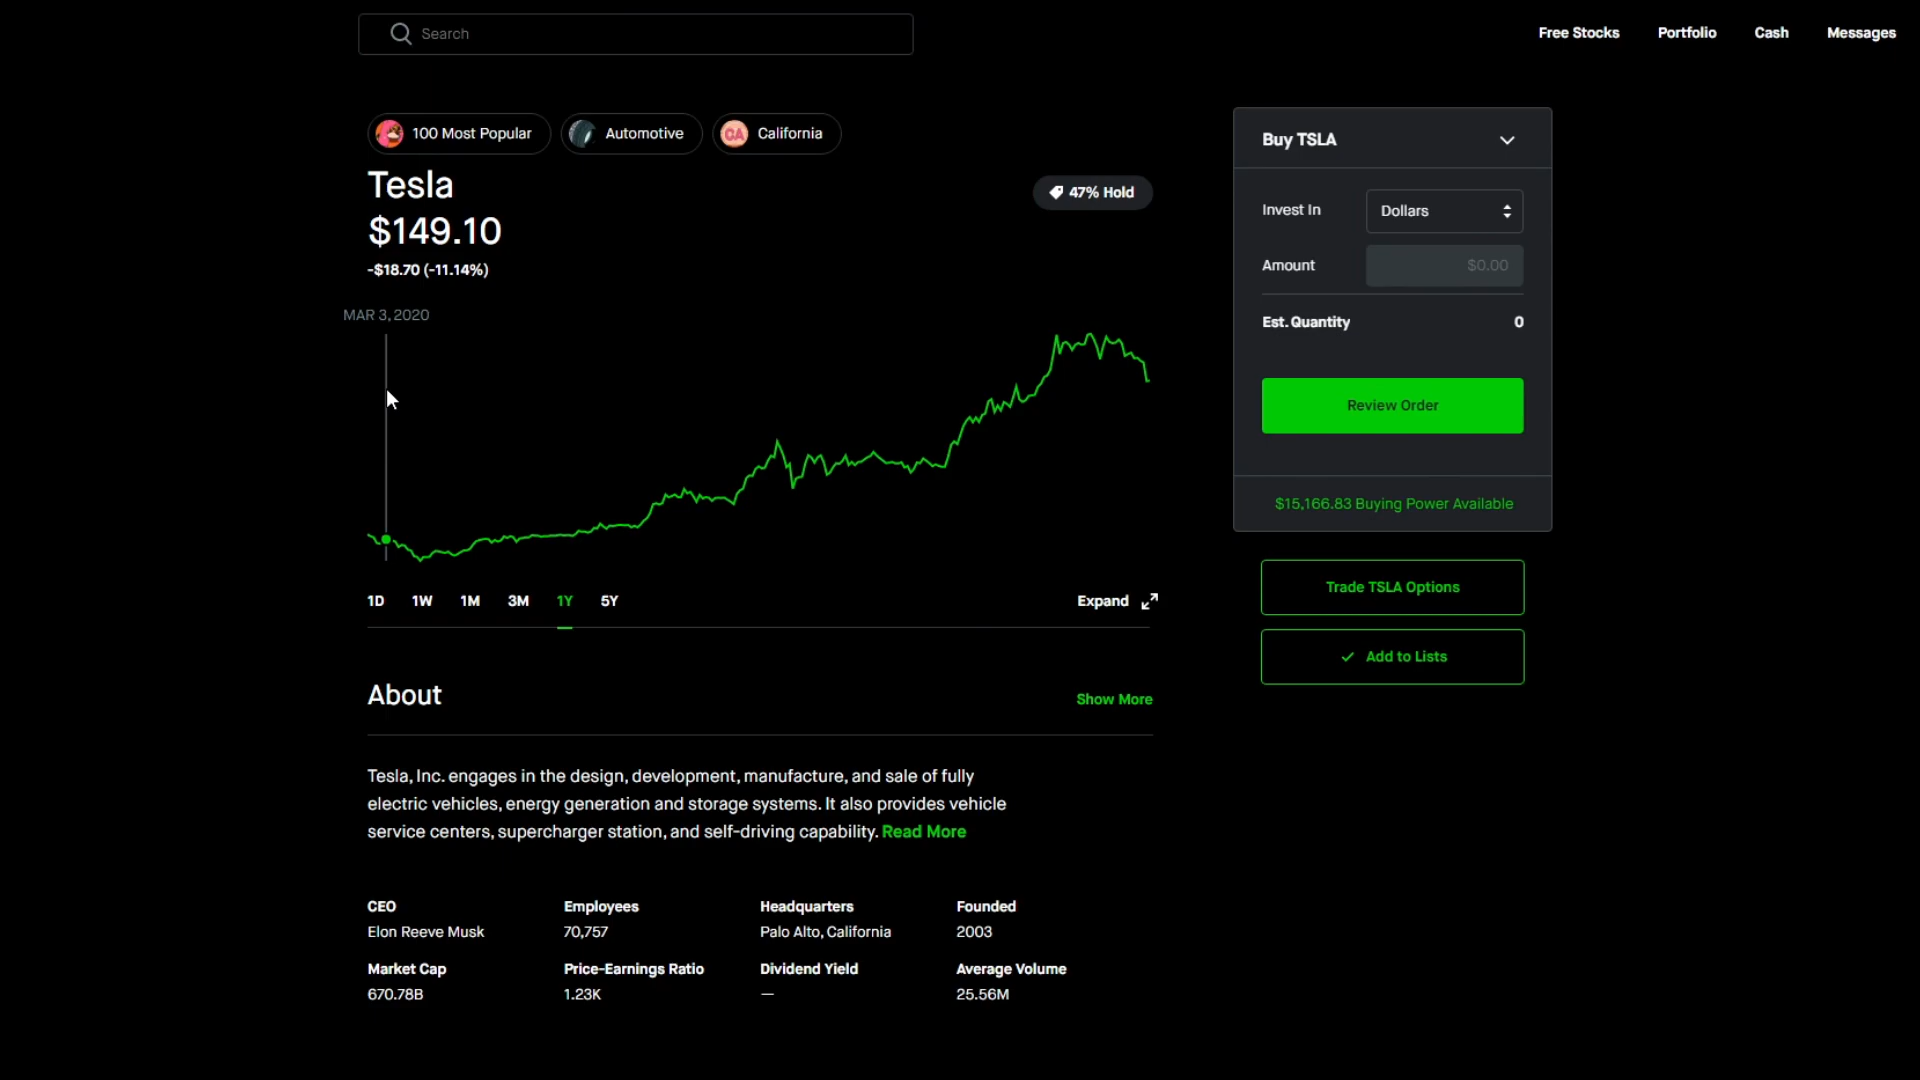 Search
Free Stocks
Portfolio
Cash
Messages
100 Most Popular
Automotive
CA
California
Tesla
$149.10
-$18.70 (-11.14%)
47% Hold
MAR 3, 2020
1D
1W
1M
3M
1Y
5Y
Expand
Buy TSLA
Invest In
Dollars
Amount
$0.00
Est. Quantity
0
Review Order
$15,166.83 Buying Power Available
Trade TSLA Options
Add to Lists
About
Show More
Tesla, Inc. engages in the design, development, manufacture, and sale of fully
electric vehicles, energy generation and storage systems. It also provides vehicle
service centers, supercharger station, and self-driving capability. Read More
CEO
Elon Reeve Musk
Employees
70,757
Headquarters
Palo Alto, California
Founded
2003
Market Cap
670.78B
Price-Earnings Ratio
1.23K
Dividend Yield
—
Average Volume
25.56M